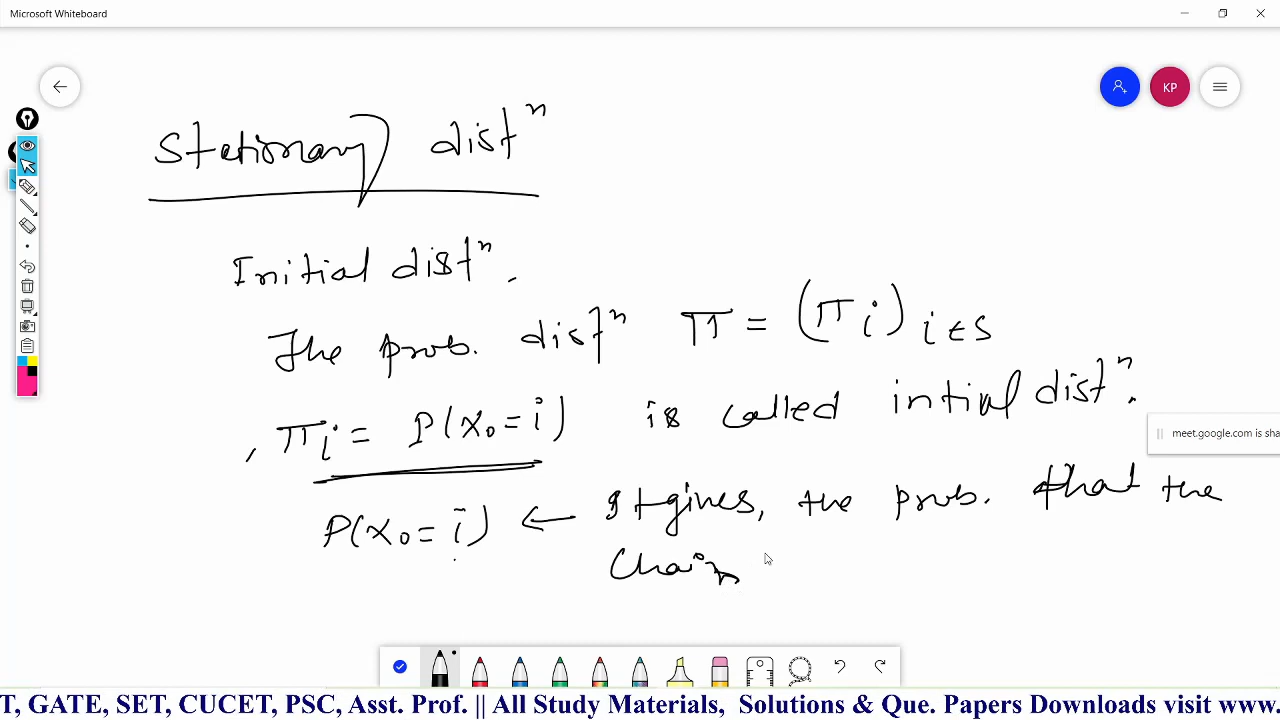 Microsoft Whiteboard
KP
Stationary distⁿ
Initial distⁿ.
The prob. distⁿ π = (πi) i∈S
, πi = P(X₀=i) is called intial distⁿ.
meet.google.com is sha
P(X₀=i) ← It gives, the prob. that the
Chain
T, GATE, SET, CUCET, PSC, Asst. Prof. || All Study Materials, Solutions & Que. Papers Downloads visit www.